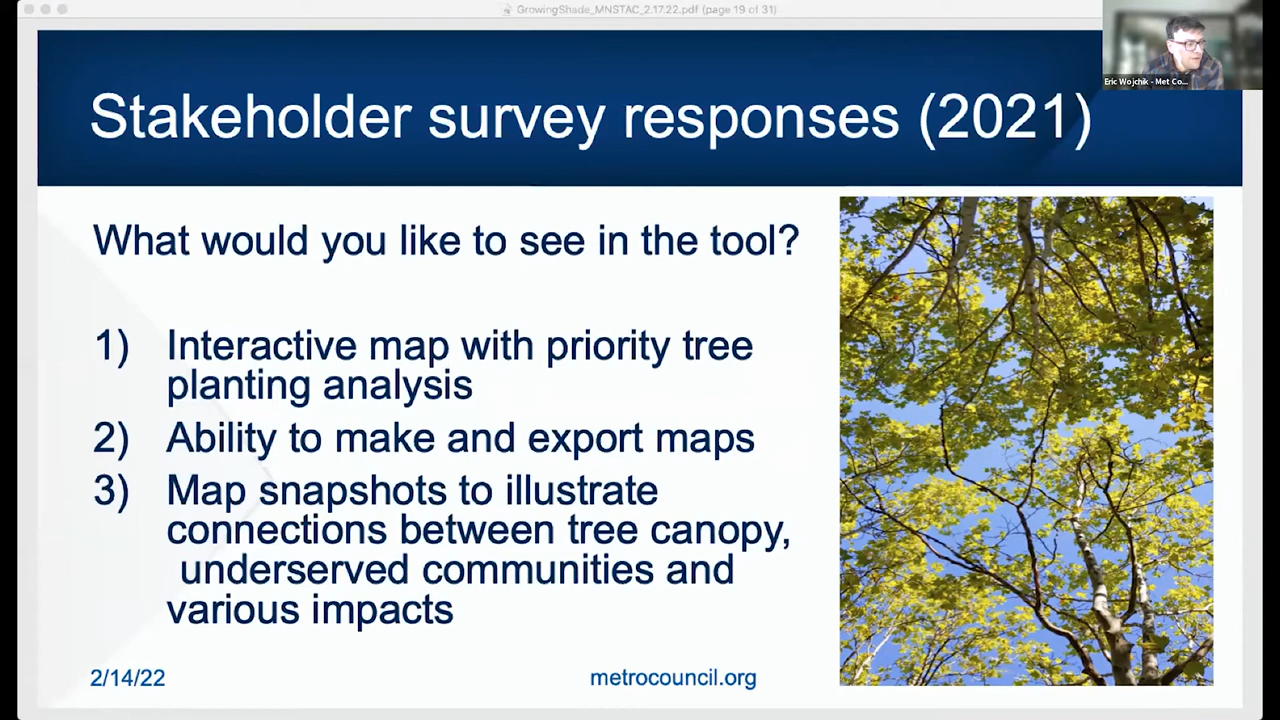 GrowingShade_MNSTAC_2.17.22.pdf (page 19 of 31)
Eric Wojchik - Met Co...
Stakeholder survey responses (2021)
What would you like to see in the tool?
1) Interactive map with priority tree
planting analysis
2) Ability to make and export maps
3) Map snapshots to illustrate
connections between tree canopy,
underserved communities and
various impacts
2/14/22
metrocouncil.org